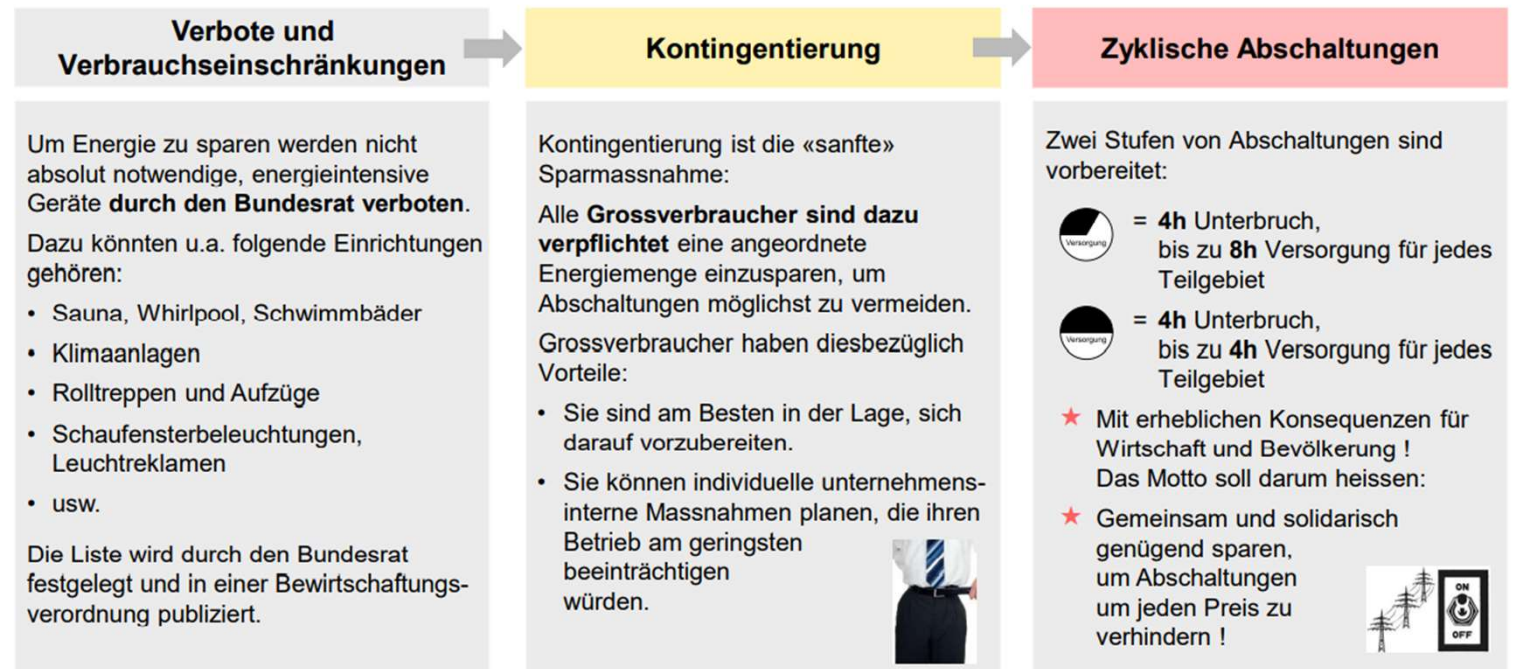 Verbote und
Verbrauchseinschränkungen
Um Energie zu sparen werden nicht
absolut notwendige, energieintensive
Geräte durch den Bundesrat verboten.
Dazu könnten u.a. folgende Einrichtungen
gehören:
• Sauna, Whirlpool, Schwimmbäder
• Klimaanlagen
• Rolltreppen und Aufzüge
• Schaufensterbeleuchtungen,
Leuchtreklamen
• usw.
Die Liste wird durch den Bundesrat
festgelegt und in einer Bewirtschaftungs-
verordnung publiziert.
Kontingentierung
Kontingentierung ist die «sanfte»
Sparmassnahme:
Alle Grossverbraucher sind dazu
verpflichtet eine angeordnete
Energiemenge einzusparen, um
Abschaltungen möglichst zu vermeiden.
Grossverbraucher haben diesbezüglich
Vorteile:
• Sie sind am Besten in der Lage, sich
darauf vorzubereiten.
• Sie können individuelle unternehmens-
interne Massnahmen planen, die ihren
Betrieb am geringsten
beeinträchtigen
würden.
Zyklische Abschaltungen
Zwei Stufen von Abschaltungen sind
vorbereitet:
Versorgung
= 4h Unterbruch,
bis zu 8h Versorgung für jedes
Teilgebiet
Versorgung
= 4h Unterbruch,
bis zu 4h Versorgung für jedes
Teilgebiet
★ Mit erheblichen Konsequenzen für
Wirtschaft und Bevölkerung !
Das Motto soll darum heissen:
★ Gemeinsam und solidarisch
genügend sparen,
um Abschaltungen
um jeden Preis zu
verhindern !
ON
OFF